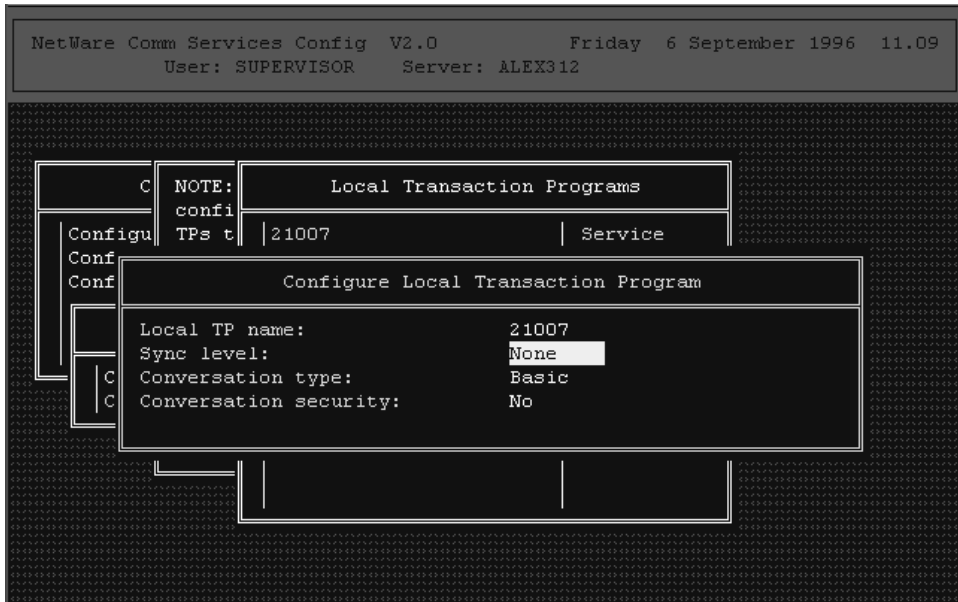 NetWare Comm Services Config V2.0 Friday 6 September 1996 11.09
User: SUPERVISOR Server: ALEX312
C NOTE: Local Transaction Programs
confi
Configu TPs t 21007 Service
Conf
Conf Configure Local Transaction Program
Local TP name: 21007
Sync level: None
C Conversation type: Basic
C Conversation security: No